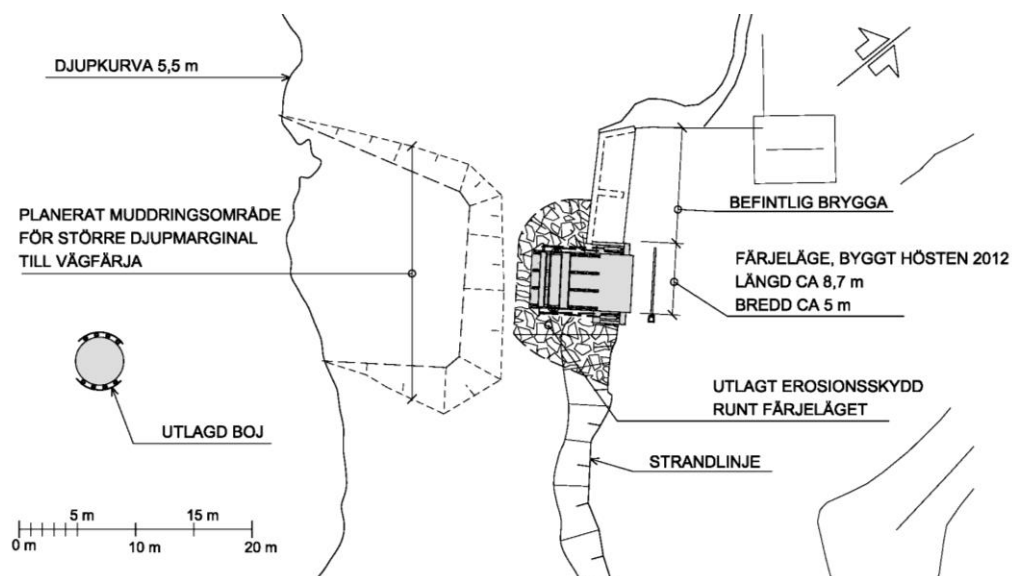 DJUPKURVA 5,5 m
PLANERAT MUDDRINGSOMRÅDE
FÖR STÖRRE DJUPMARGINAL
TILL VÄGFÄRJA
BEFINTLIG BRYGGA
FÄRJELÄGE, BYGGT HÖSTEN 2012
LÄNGD CA 8,7 m
BREDD CA 5 m
UTLAGT EROSIONSSKYDD
RUNT FÄRJELÄGET
UTLAGD BOJ
STRANDLINJE
5 m 15 m
0 m 10 m 20 m